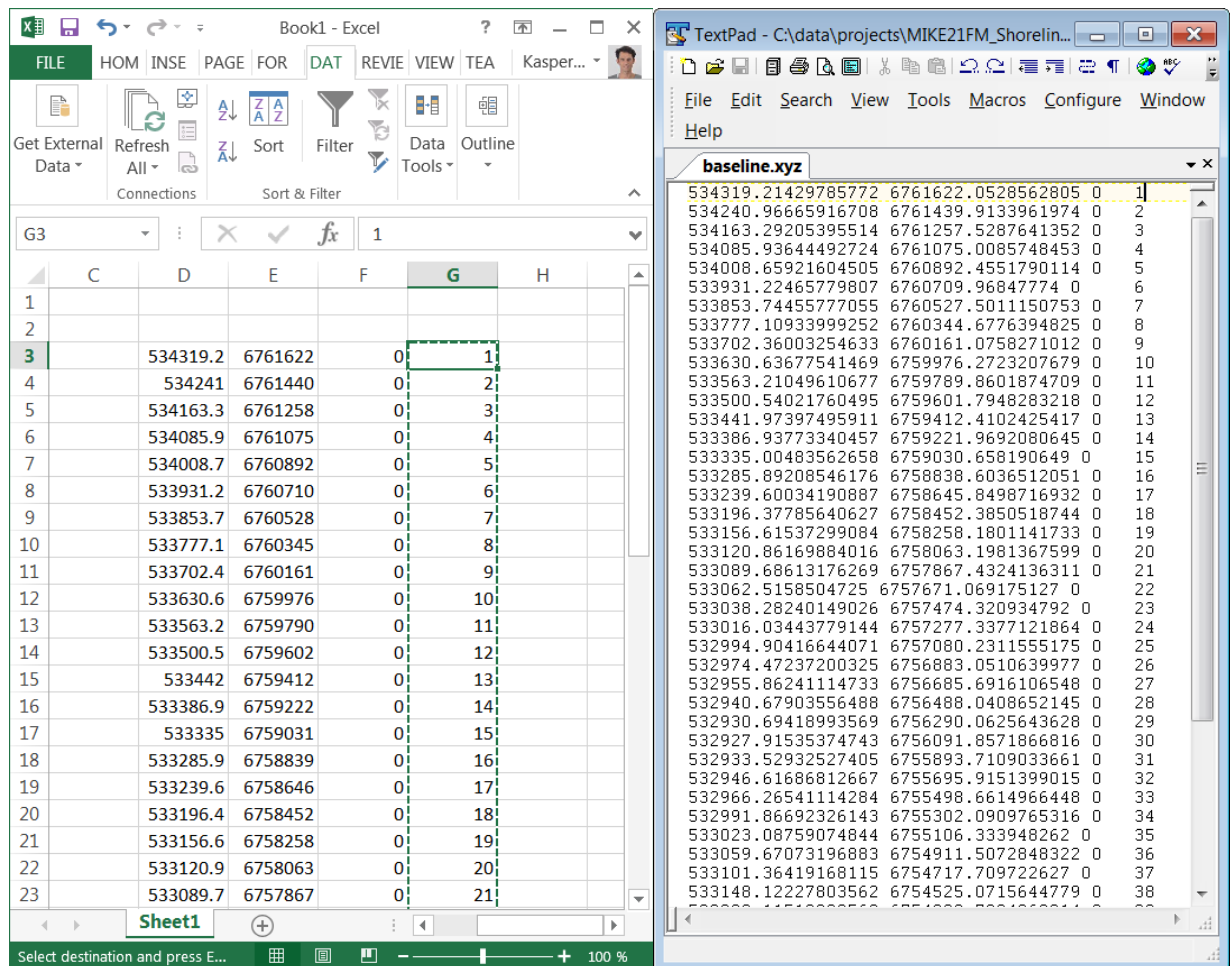 Book1 - Excel
?
FILE HOM INSE PAGE FOR DAT REVIE VIEW TEA Kasper...
Get External Data
Refresh All
Sort
Filter
Data Tools
Outline
Connections
Sort & Filter
G3 fx 1
C D E F G H
1
2
3 534319.2 6761622 0 1
4 534241 6761440 0 2
5 534163.3 6761258 0 3
6 534085.9 6761075 0 4
7 534008.7 6760892 0 5
8 533931.2 6760710 0 6
9 533853.7 6760528 0 7
10 533777.1 6760345 0 8
11 533702.4 6760161 0 9
12 533630.6 6759976 0 10
13 533563.2 6759790 0 11
14 533500.5 6759602 0 12
15 533442 6759412 0 13
16 533386.9 6759222 0 14
17 533335 6759031 0 15
18 533285.9 6758839 0 16
19 533239.6 6758646 0 17
20 533196.4 6758452 0 18
21 533156.6 6758258 0 19
22 533120.9 6758063 0 20
23 533089.7 6757867 0 21
Sheet1
Select destination and press E... 100 %
TextPad - C:\data\projects\MIKE21FM_Shorelin...
File Edit Search View Tools Macros Configure Window
Help
baseline.xyz
534319.21429785772 6761622.0528562805 0 1
534240.96665916708 6761439.9133961974 0 2
534163.29205395514 6761257.5287641352 0 3
534085.93644492724 6761075.0085748453 0 4
534008.65921604505 6760892.4551790114 0 5
533931.22465779807 6760709.96847774 0 6
533853.74455777055 6760527.5011150753 0 7
533777.10933999252 6760344.6776394825 0 8
533702.36003254633 6760161.0758271012 0 9
533630.63677541469 6759976.2723207679 0 10
533563.21049610677 6759789.8601874709 0 11
533500.54021760495 6759601.7948283218 0 12
533441.97397495911 6759412.4102425417 0 13
533386.93773340457 6759221.9692080645 0 14
533335.00483562658 6759030.658190649 0 15
533285.89208546176 6758838.6036512051 0 16
533239.60034190887 6758645.8498716932 0 17
533196.37785640627 6758452.3850518744 0 18
533156.61537299084 6758258.1801141733 0 19
533120.86169884016 6758063.1981367599 0 20
533089.68613176269 6757867.4324136311 0 21
533062.5158504725 6757671.069175127 0 22
533038.28240149026 6757474.320934792 0 23
533016.03443779144 6757277.3377121864 0 24
532994.90416644071 6757080.2311555175 0 25
532974.47237200325 6756883.0510639977 0 26
532955.86241114733 6756685.6916106548 0 27
532940.67903556488 6756488.0408652145 0 28
532930.69418993569 6756290.0625643628 0 29
532927.91535374743 6756091.8571866816 0 30
532933.52932527405 6755893.7109033661 0 31
532946.61686812667 6755695.9151399015 0 32
532966.26541114284 6755498.6614966448 0 33
532991.86692326143 6755302.0909765316 0 34
533023.08759074844 6755106.333948262 0 35
533059.67073196883 6754911.5072848322 0 36
533101.36419168115 6754717.709722627 0 37
533148.12227803562 6754525.0715644779 0 38